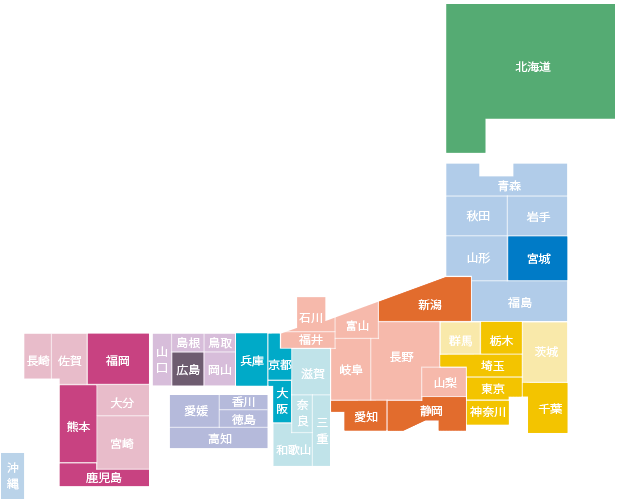 北海道
青森
秋田
岩手
山形
宮城
新潟
福島
石川
富山
福井
群馬
栃木
茨城
長野
埼玉
岐阜
山梨
東京
神奈川
千葉
愛知
静岡
山口
島根
鳥取
兵庫
京都
滋賀
広島
岡山
大阪
奈良
三重
和歌山
愛媛
香川
徳島
高知
長崎
佐賀
福岡
大分
熊本
宮崎
鹿児島
沖縄